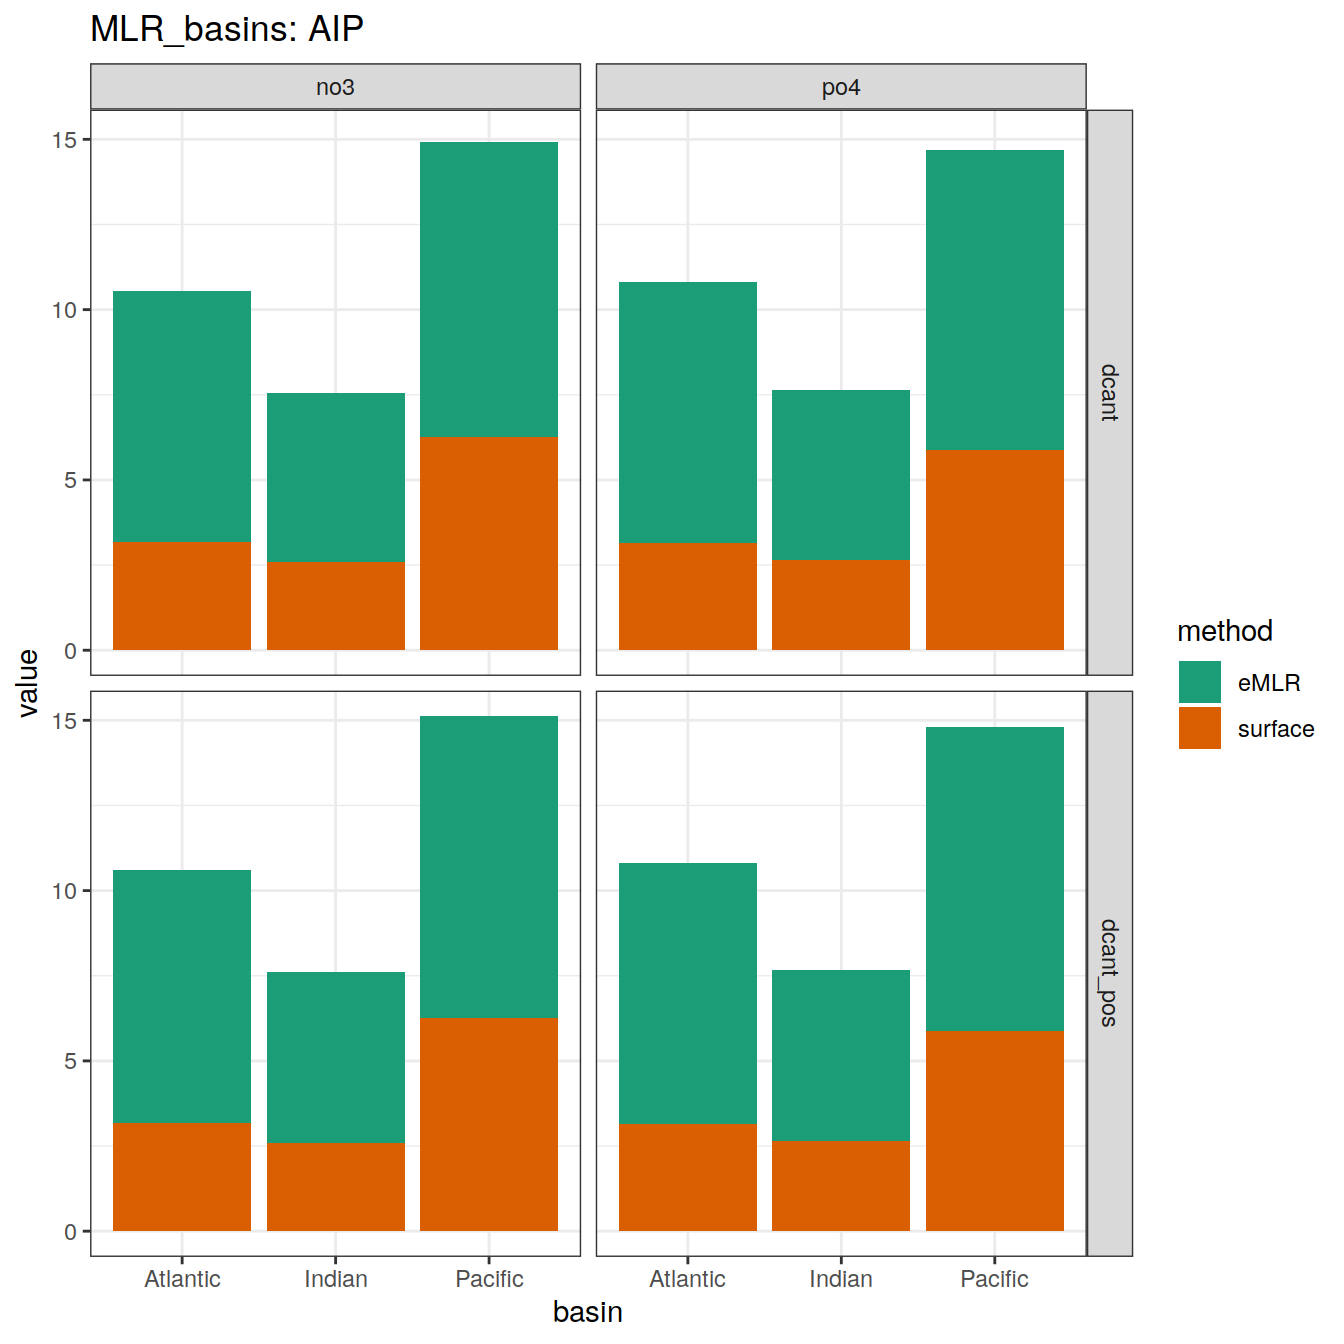 MLR_basins: AIP
no3
po4
15
10
5
0
dcant
15
10
5
0
dcant_pos
value
Atlantic
Indian
Pacific
Atlantic
Indian
Pacific
basin
method
eMLR
surface